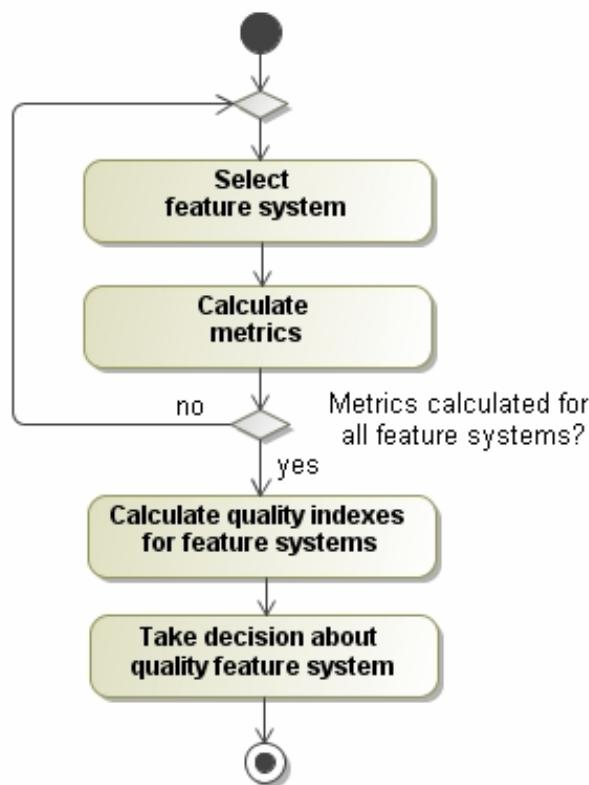 Select
feature system
Calculate
metrics
no
Metrics calculated for
all feature systems?
yes
Calculate quality indexes
for feature systems
Take decision about
quality feature system